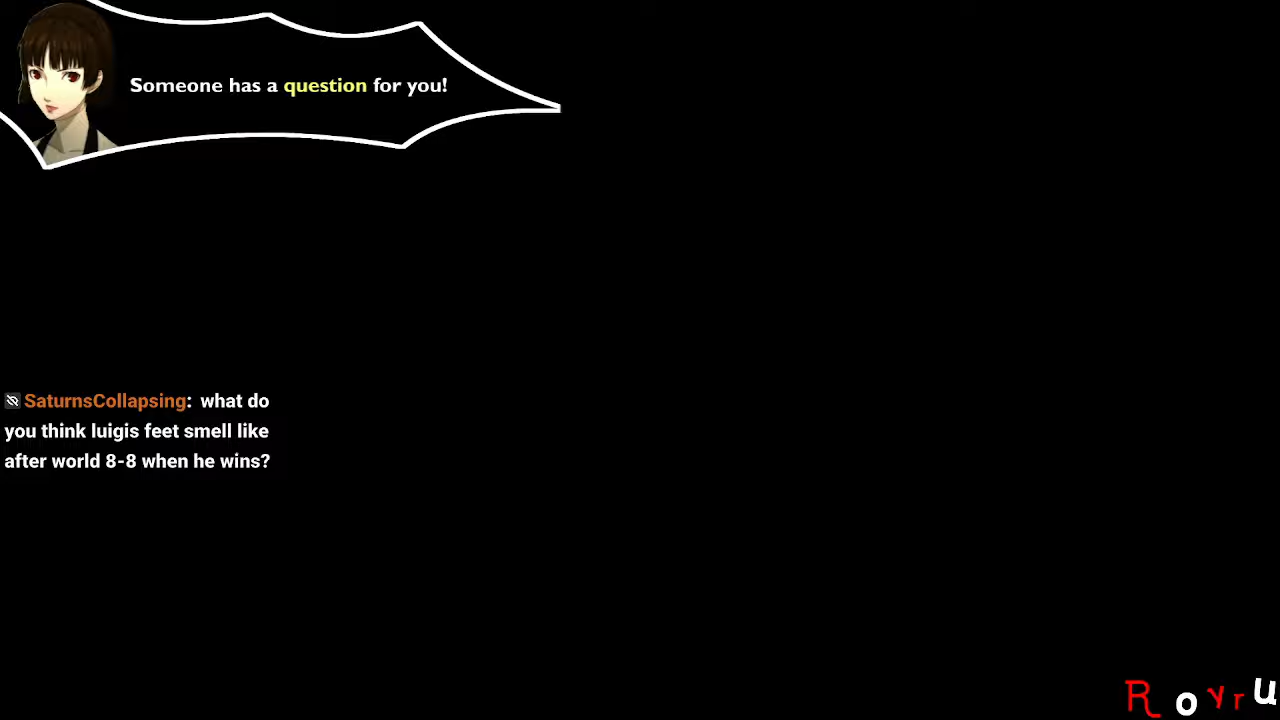 Someone has a question for you!
SaturnsCollapsing: what do
you think luigis feet smell like
after world 8-8 when he wins?
Royru